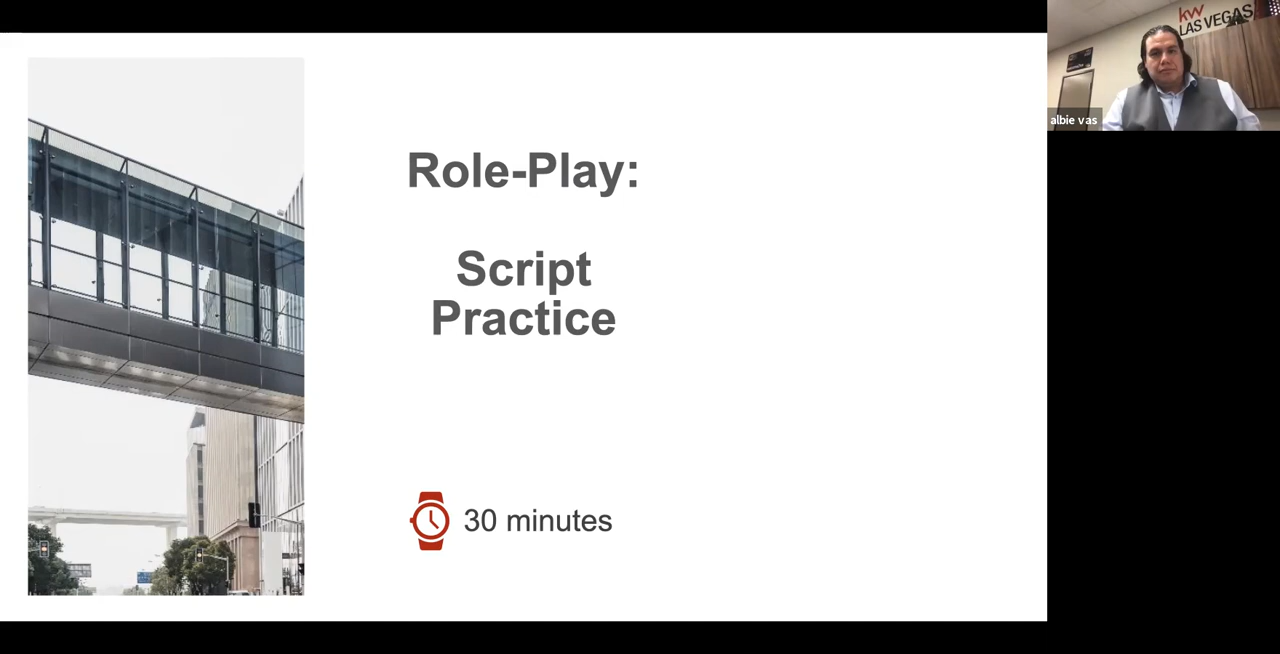 Role-Play:
Script
Practice
30 minutes
kw
LAS VEGAS
albie vas